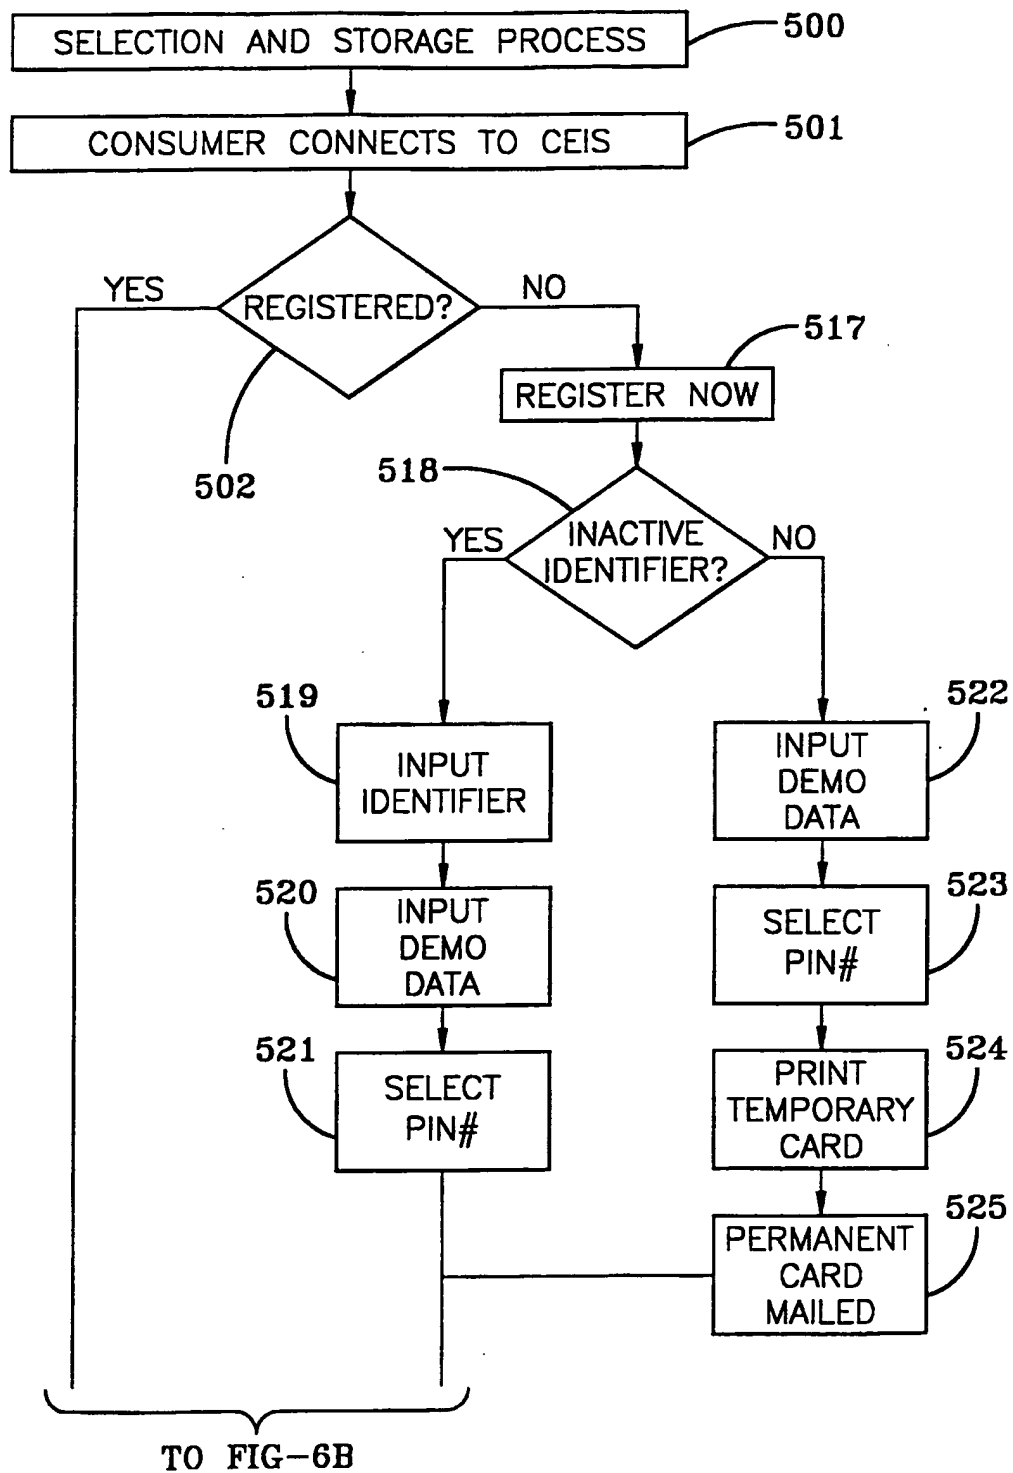 SELECTION AND STORAGE PROCESS
500
CONSUMER CONNECTS TO CEIS
501
YES
REGISTERED?
NO
502
517
REGISTER NOW
518
YES
INACTIVE
IDENTIFIER?
NO
519
INPUT
IDENTIFIER
522
INPUT
DEMO
DATA
520
INPUT
DEMO
DATA
523
SELECT
PIN#
521
SELECT
PIN#
524
PRINT
TEMPORARY
CARD
525
PERMANENT
CARD
MAILED
TO FIG-6B